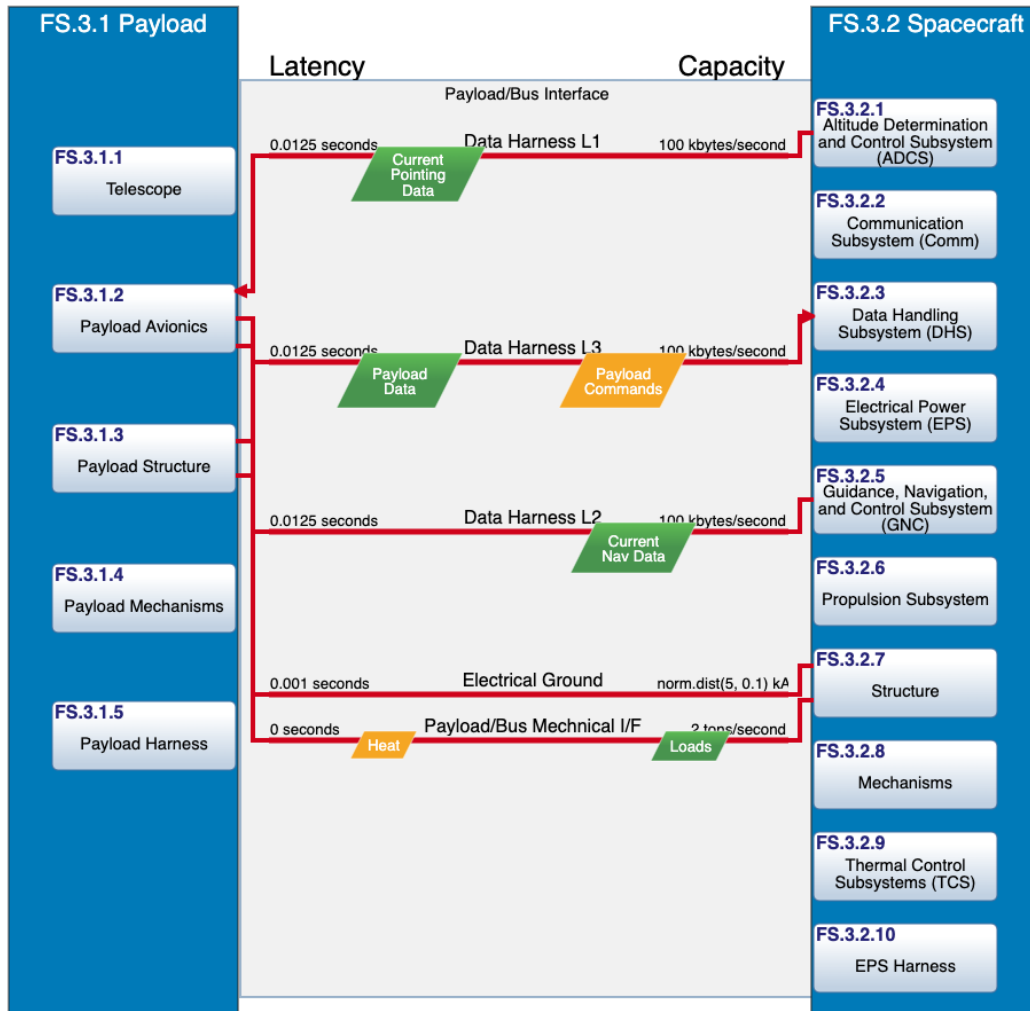 FS.3.1 Payload
FS.3.2 Spacecraft
Latency
Capacity
Payload/Bus Interface
0.0125 seconds
Data Harness L1
100 kbytes/second
Current
Pointing
Data
FS.3.1.1
Telescope
FS.3.1.2
Payload Avionics
0.0125 seconds
Data Harness L3
100 kbytes/second
Payload
Data
Payload
Commands
FS.3.1.3
Payload Structure
0.0125 seconds
Data Harness L2
100 kbytes/second
Current
Nav Data
FS.3.1.4
Payload Mechanisms
0.001 seconds
Electrical Ground
norm.dist(5, 0.1) kA
FS.3.1.5
Payload Harness
0 seconds
Payload/Bus Mechnical I/F
2 tons/second
Heat
Loads
FS.3.2.1
Altitude Determination
and Control Subsystem
(ADCS)
FS.3.2.2
Communication
Subsystem (Comm)
FS.3.2.3
Data Handling
Subsystem (DHS)
FS.3.2.4
Electrical Power
Subsystem (EPS)
FS.3.2.5
Guidance, Navigation,
and Control Subsystem
(GNC)
FS.3.2.6
Propulsion Subsystem
FS.3.2.7
Structure
FS.3.2.8
Mechanisms
FS.3.2.9
Thermal Control
Subsystems (TCS)
FS.3.2.10
EPS Harness